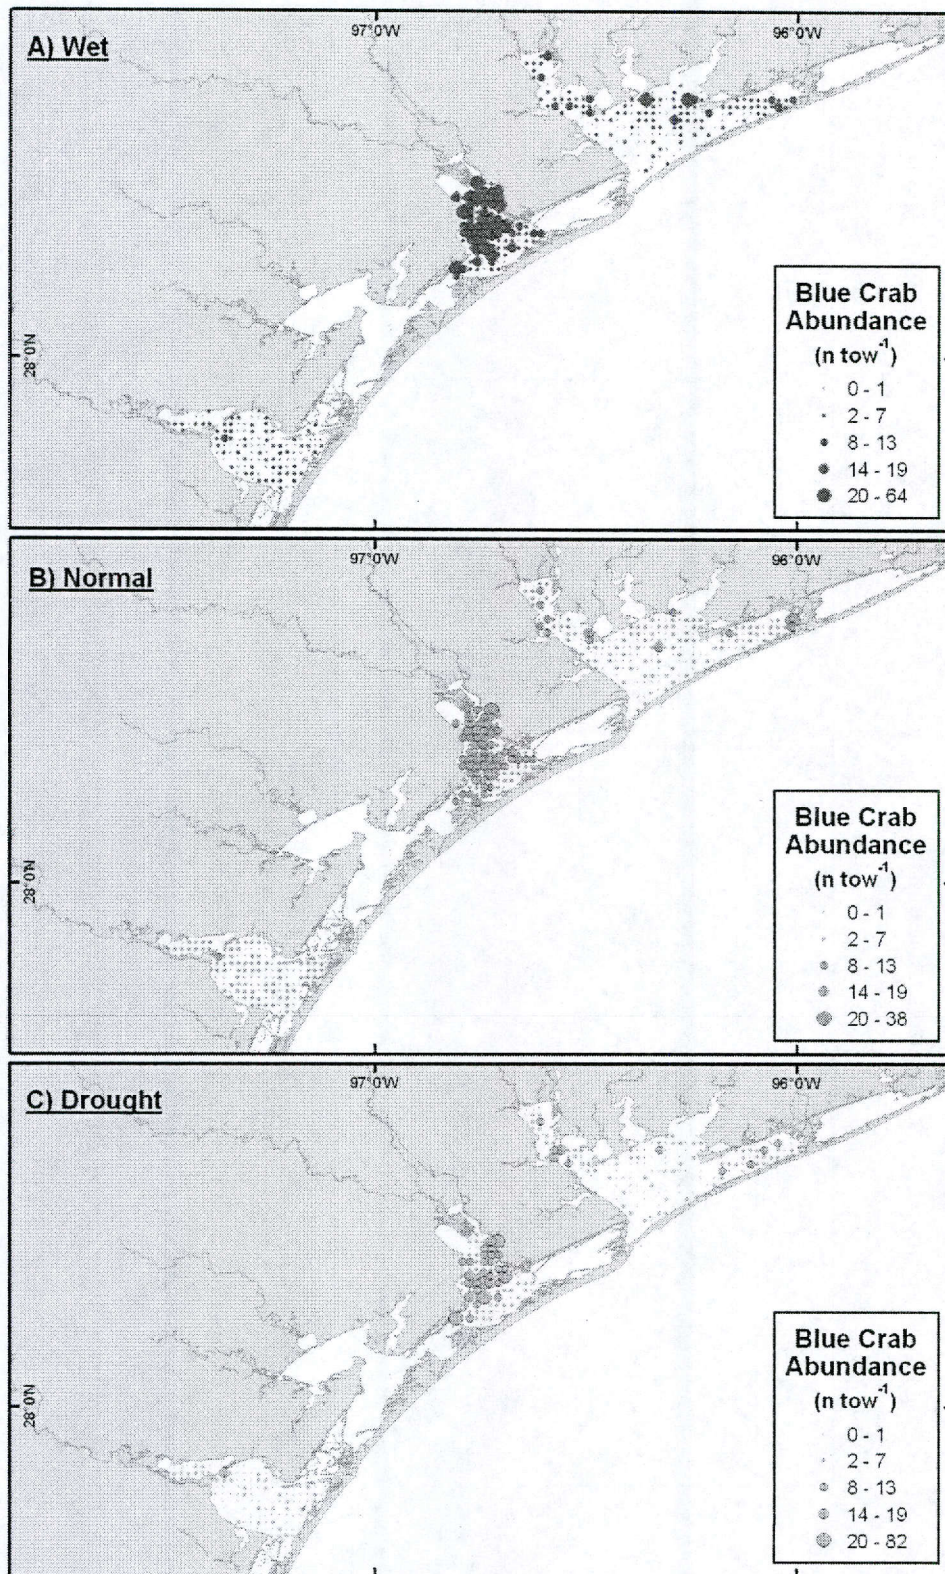 A) Wet
97°0'W
96°0'W
28°0'N
Blue Crab
Abundance
(n tow-1)
0 - 1
2 - 7
8 - 13
14 - 19
20 - 64
B) Normal
97°0'W
96°0'W
28°0'N
Blue Crab
Abundance
(n tow-1)
0 - 1
2 - 7
8 - 13
14 - 19
20 - 38
C) Drought
97°0'W
96°0'W
28°0'N
Blue Crab
Abundance
(n tow-1)
0 - 1
2 - 7
8 - 13
14 - 19
20 - 82